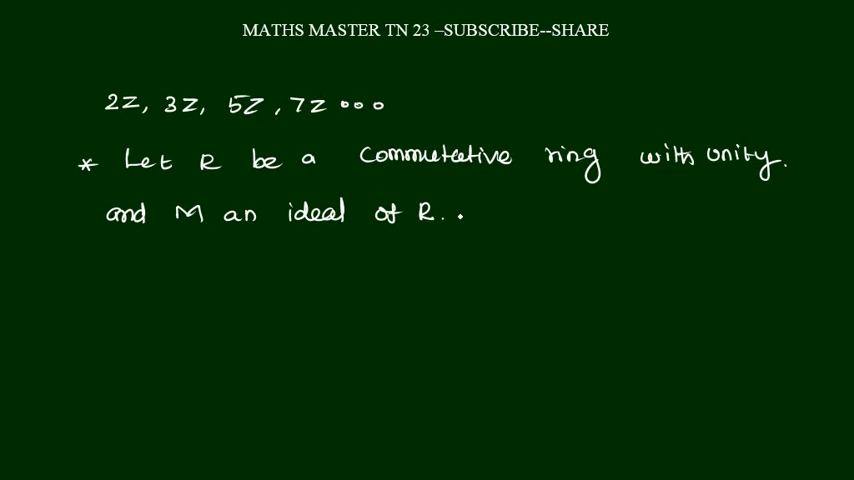 MATHS MASTER TN 23 –SUBSCRIBE--SHARE
2Z, 3Z, 5Z, 7Z ooo
* Let R be a commutative ring with unity.
and M an ideal of R. .